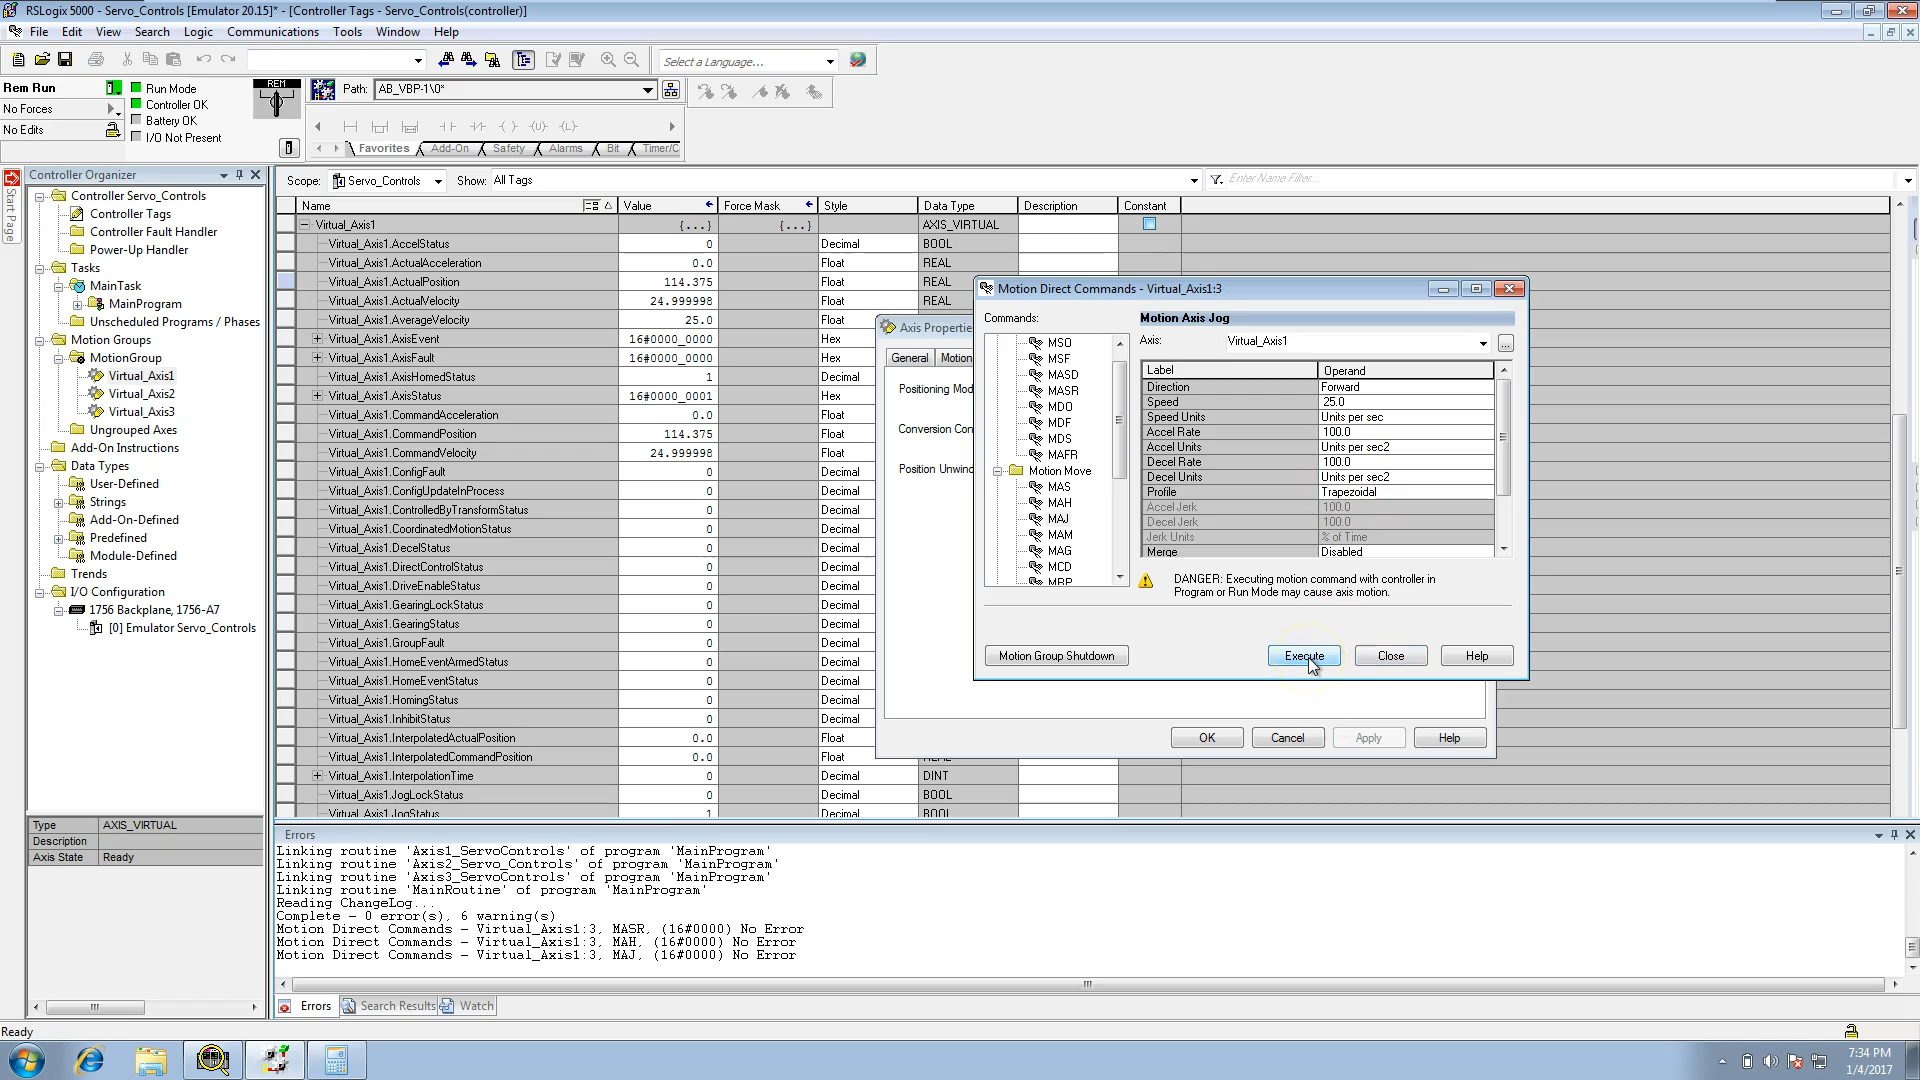 RSLogix 5000 - Servo_Controls [Emulator 20.15]* - [Controller Tags - Servo_Controls(controller)]
File Edit View Search Logic Communications Tools Window Help
Select a Language...
Rem Run
No Forces
No Edits
Run Mode
Controller OK
Battery OK
I/O Not Present
REM
Path: AB_VBP-1\0*
Favorites Add-On Safety Alarms Bit Timer/C
Start Page
Controller Organizer
Controller Servo_Controls
Controller Tags
Controller Fault Handler
Power-Up Handler
Tasks
MainTask
MainProgram
Unscheduled Programs / Phases
Motion Groups
MotionGroup
Virtual_Axis1
Virtual_Axis2
Virtual_Axis3
Ungrouped Axes
Add-On Instructions
Data Types
User-Defined
Strings
Add-On-Defined
Predefined
Module-Defined
Trends
I/O Configuration
1756 Backplane, 1756-A7
[0] Emulator Servo_Controls
Type AXIS_VIRTUAL
Description
Axis State Ready
Scope: Servo_Controls Show: All Tags Enter Name Filter...
Name Value Force Mask Style Data Type Description Constant
Virtual_Axis1 {...} {...} AXIS_VIRTUAL
Virtual_Axis1.AccelStatus 0 Decimal BOOL
Virtual_Axis1.ActualAcceleration 0.0 Float REAL
Virtual_Axis1.ActualPosition 114.375 Float REAL
Virtual_Axis1.ActualVelocity 24.999998 Float REAL
Virtual_Axis1.AverageVelocity 25.0 Float
Virtual_Axis1.AxisEvent 16#0000_0000 Hex
Virtual_Axis1.AxisFault 16#0000_0000 Hex
Virtual_Axis1.AxisHomedStatus 1 Decimal
Virtual_Axis1.AxisStatus 16#0000_0001 Hex
Virtual_Axis1.CommandAcceleration 0.0 Float
Virtual_Axis1.CommandPosition 114.375 Float
Virtual_Axis1.CommandVelocity 24.999998 Float
Virtual_Axis1.ConfigFault 0 Decimal
Virtual_Axis1.ConfigUpdateInProcess 0 Decimal
Virtual_Axis1.ControlledByTransformStatus 0 Decimal
Virtual_Axis1.CoordinatedMotionStatus 0 Decimal
Virtual_Axis1.DecelStatus 0 Decimal
Virtual_Axis1.DirectControlStatus 0 Decimal
Virtual_Axis1.DriveEnableStatus 0 Decimal
Virtual_Axis1.GearingLockStatus 0 Decimal
Virtual_Axis1.GearingStatus 0 Decimal
Virtual_Axis1.GroupFault 0 Decimal
Virtual_Axis1.HomeEventArmedStatus 0 Decimal
Virtual_Axis1.HomeEventStatus 0 Decimal
Virtual_Axis1.HomingStatus 0 Decimal
Virtual_Axis1.InhibitStatus 0 Decimal
Virtual_Axis1.InterpolatedActualPosition 0.0 Float
Virtual_Axis1.InterpolatedCommandPosition 0.0 Float REAL
Virtual_Axis1.InterpolationTime 0 Decimal DINT
Virtual_Axis1.JogLockStatus 0 Decimal BOOL
Virtual_Axis1.JogStatus 1 Decimal BOOL
Axis Propertie
General Motion
Positioning Mod
Conversion Con
Position Unwin
OK Cancel Apply Help
Motion Direct Commands - Virtual_Axis1:3
Commands:
MSO
MSF
MASD
MASR
MDO
MDF
MDS
MAFR
Motion Move
MAS
MAH
MAJ
MAM
MAG
MCD
MRP
Motion Axis Jog
Axis: Virtual_Axis1 ...
Label Operand
Direction Forward
Speed 25.0
Speed Units Units per sec
Accel Rate 100.0
Accel Units Units per sec2
Decel Rate 100.0
Decel Units Units per sec2
Profile Trapezoidal
Accel Jerk 100.0
Decel Jerk 100.0
Jerk Units % of Time
Merge Disabled
DANGER: Executing motion command with controller in
Program or Run Mode may cause axis motion.
Motion Group Shutdown Execute Close Help
Errors
Linking routine 'Axis1_ServoControls' of program 'MainProgram'
Linking routine 'Axis2_Servo_Controls' of program 'MainProgram'
Linking routine 'Axis3_ServoControls' of program 'MainProgram'
Linking routine 'MainRoutine' of program 'MainProgram'
Reading ChangeLog...
Complete - 0 error(s), 6 warning(s)
Motion Direct Commands - Virtual_Axis1:3, MASR, (16#0000) No Error
Motion Direct Commands - Virtual_Axis1:3, MAH, (16#0000) No Error
Motion Direct Commands - Virtual_Axis1:3, MAJ, (16#0000) No Error
Errors Search Results Watch
Ready
7:34 PM
1/4/2017